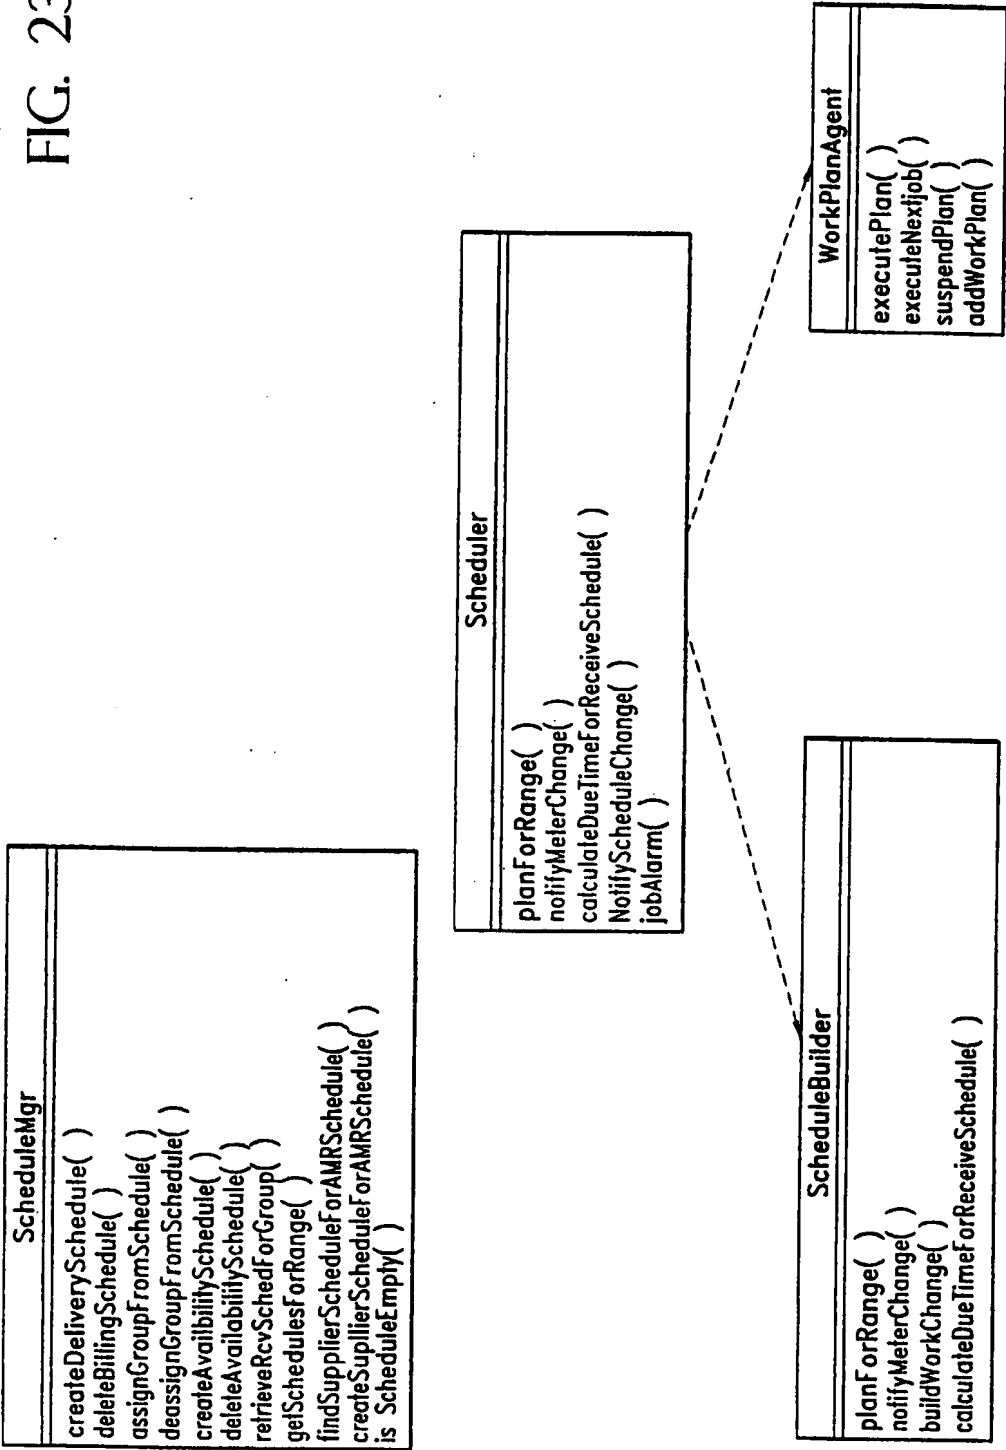 FIG. 23
ScheduleMgr
createDeliverySchedule( )
deleteBillingSchedule( )
assignGroupFromSchedule( )
deassignGroupFromSchedule( )
createAvailbilitySchedule( )
deleteAvailabilitySchedule( )
retrieveRcvSchedForGroup( )
getSchedulesForRange( )
findSupplierScheduleForAMRSchedule( )
createSupllierScheduleForAMRSchedule( )
is ScheduleEmpty( )
Scheduler
planForRange( )
notifyMeterChange( )
calculateDueTimeForReceiveSchedule( )
NotifyScheduleChange( )
jobAlarm( )
ScheduleBuilder
planForRange( )
notifyMeterChange( )
buildWorkChange( )
calculateDueTimeForReceiveSchedule( )
WorkPlanAgent
executePlan( )
executeNextjob( )
suspendPlan( )
addWorkPlan( )